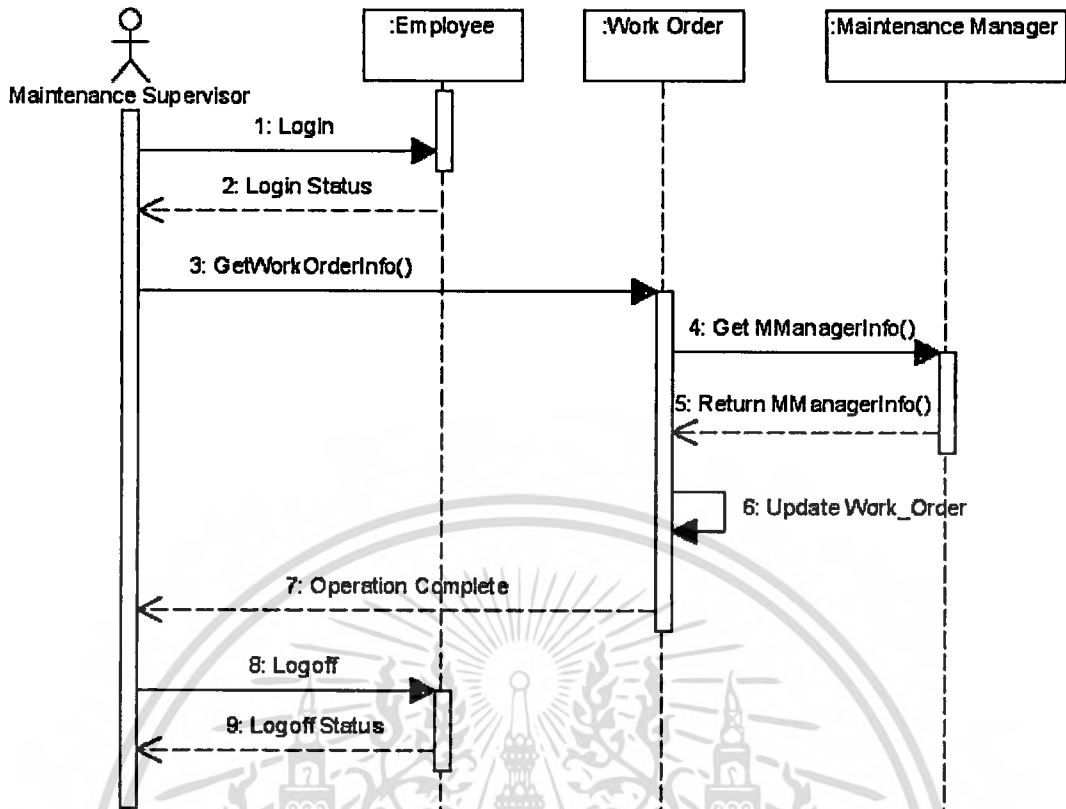 :Employee
:Work Order
:Maintenance Manager
Maintenance Supervisor
1: Login
2: Login Status
3: GetWorkOrderInfo()
4: Get MManagerInfo()
5: Return MManagerInfo()
6: Update Work_Order
7: Operation Complete
8: Logoff
9: Logoff Status